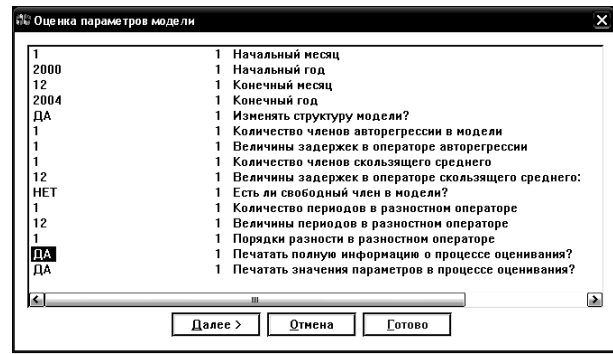 Оценка параметров модели
1 1 Начальный месяц
2000 1 Начальный год
12 1 Конечный месяц
2004 1 Конечный год
ДА 1 Изменять структуру модели?
1 1 Количество членов авторегрессии в модели
1 1 Величины задержек в операторе авторегрессии
1 1 Количество членов скользящего среднего
12 1 Величины задержек в операторе скользящего среднего:
НЕТ 1 Есть ли свободный член в модели?
1 1 Количество периодов в разностном операторе
12 1 Величины периодов в разностном операторе
1 1 Порядки разности в разностном операторе
ДА 1 Печатать полную информацию о процессе оценивания?
ДА 1 Печатать значения параметров в процессе оценивания?
Далее > Отмена Готово